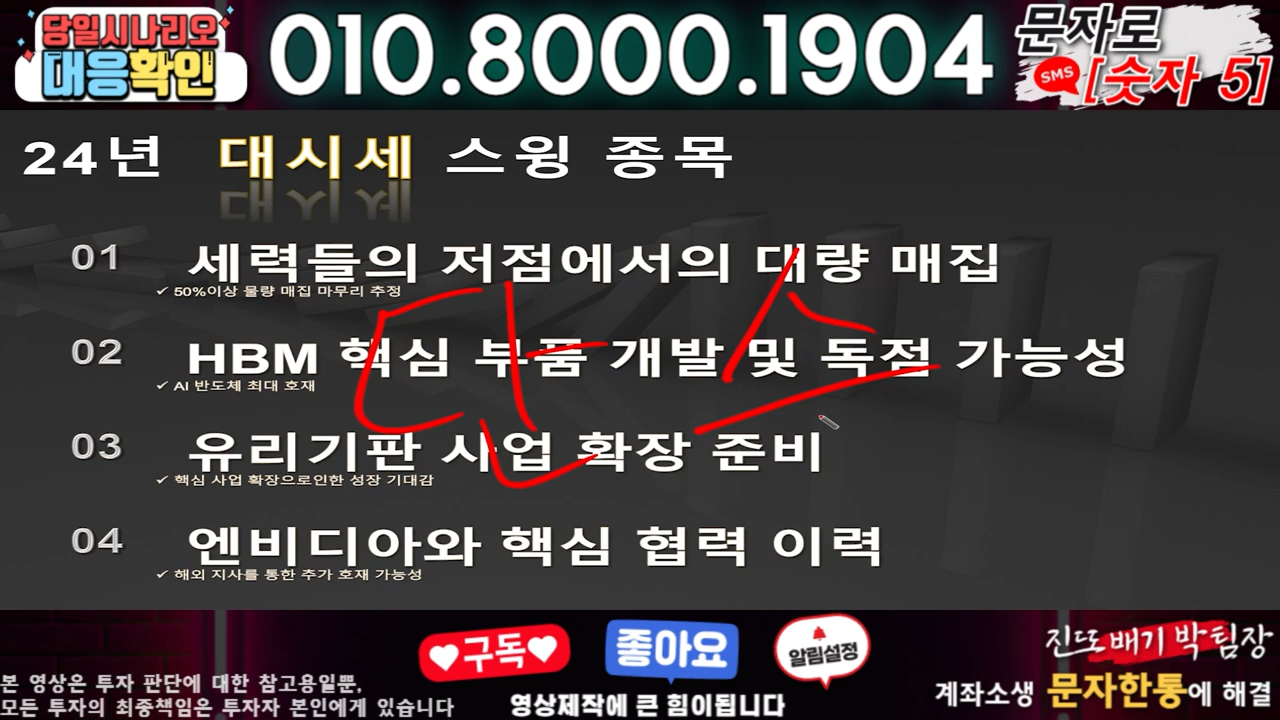 당일시나리오
대응확인
010.8000.1904
문자로
SMS
[숫자 5]
24년 대시세 스윙 종목
01 세력들의 저점에서의 대량 매집
✓ 50%이상 물량 매집 마무리 추정
02 HBM 핵심 부품 개발 및 독점 가능성
✓ AI 반도체 최대 호재
03 유리기판 사업 확장 준비
✓ 핵심 사업 확장으로인한 성장 기대감
04 엔비디아와 핵심 협력 이력
✓ 해외 지사를 통한 추가 호재 가능성
단스
구독
좋아요
알림설정
영상제작에 큰 힘이됩니다
본 영상은 투자 판단에 대한 참고용일뿐,
모든 투자의 최종책임은 투자자 본인에게 있습니다
진또배기 박팀장
계좌소생 문자한통에 해결